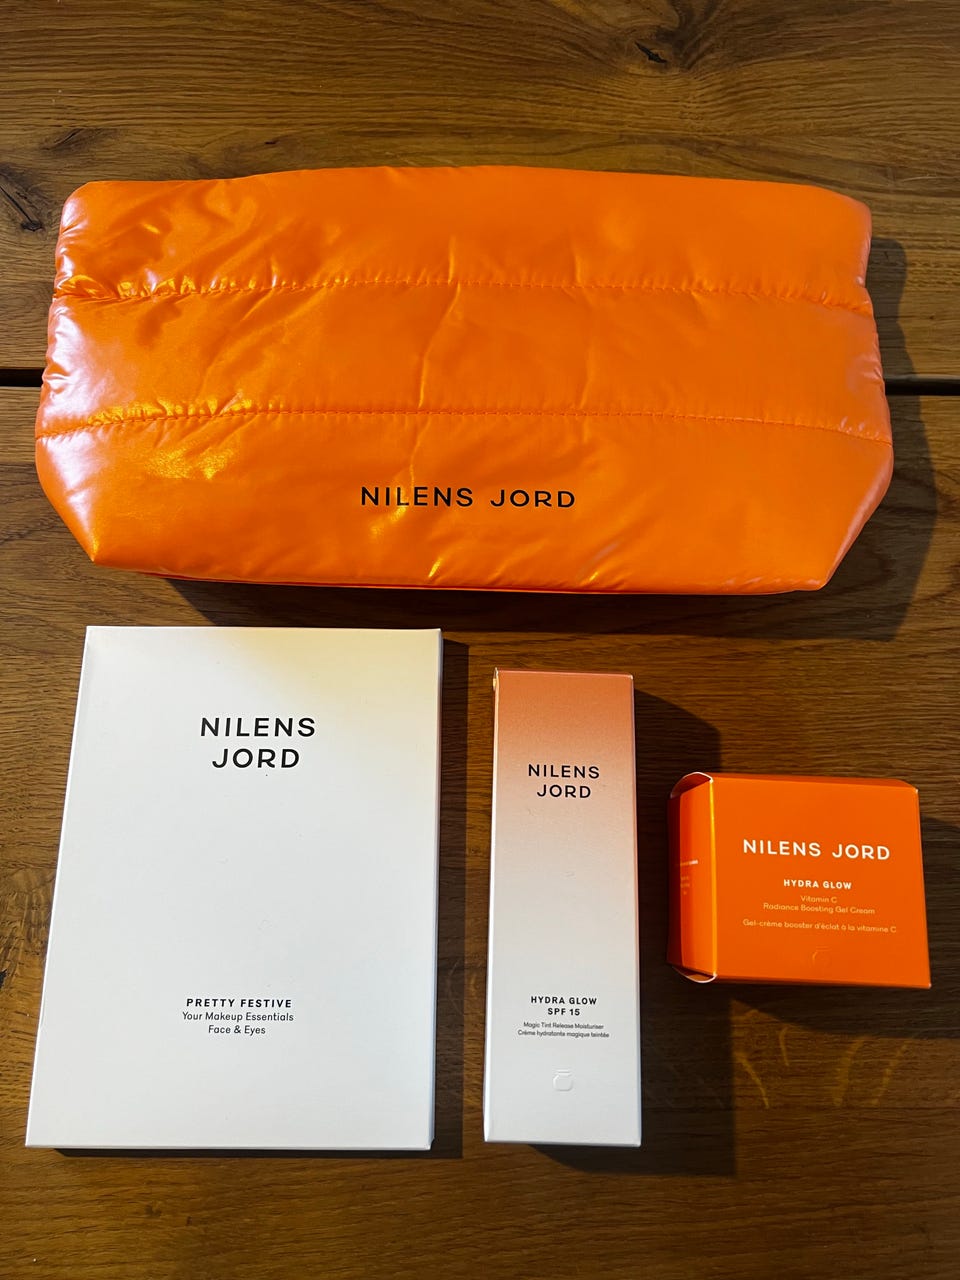 NILENS JORD
NILENS
JORD
PRETTY FESTIVE
Your Makeup Essentials
Face & Eyes
NILENS
JORD
HYDRA GLOW
SPF 15
Magic Tint Release Moisturiser
Crème hydratante magique teintée
NILENS JORD
HYDRA GLOW
Vitamin C
Radiance Boosting Gel Cream
Gel-crème booster d'éclat à la vitamine C